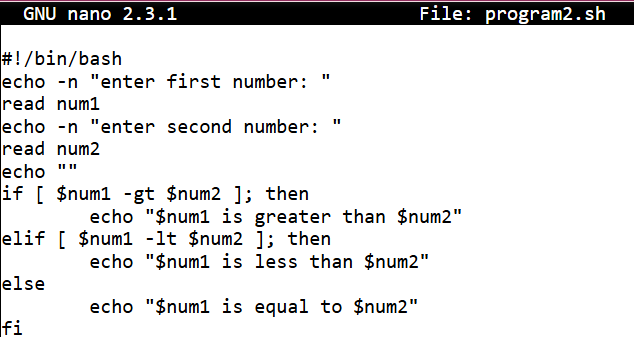 GNU nano 2.3.1 File: program2.sh
#!/bin/bash
echo -n "enter first number: "
read num1
echo -n "enter second number: "
read num2
echo ""
if [ $num1 -gt $num2 ]; then
        echo "$num1 is greater than $num2"
elif [ $num1 -lt $num2 ]; then
        echo "$num1 is less than $num2"
else
        echo "$num1 is equal to $num2"
fi